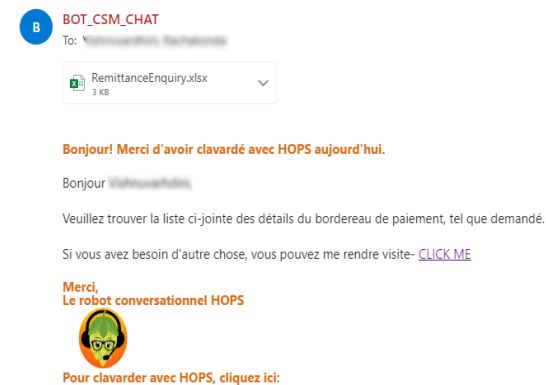 B
BOT_CSM_CHAT
To:
RemittanceEnquiry.xlsx
3 KB
Bonjour! Merci d'avoir clavardé avec HOPS aujourd'hui.
Bonjour
Veuillez trouver la liste ci-jointe des détails du bordereau de paiement, tel que demandé.
Si vous avez besoin d'autre chose, vous pouvez me rendre visite- CLICK ME
Merci,
Le robot conversationnel HOPS
Pour clavarder avec HOPS, cliquez ici: